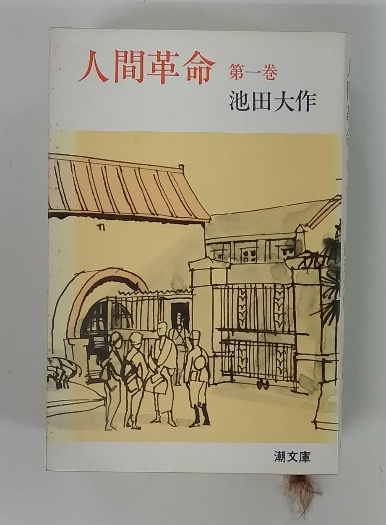 人間革命 第一巻
池田大作
潮文庫